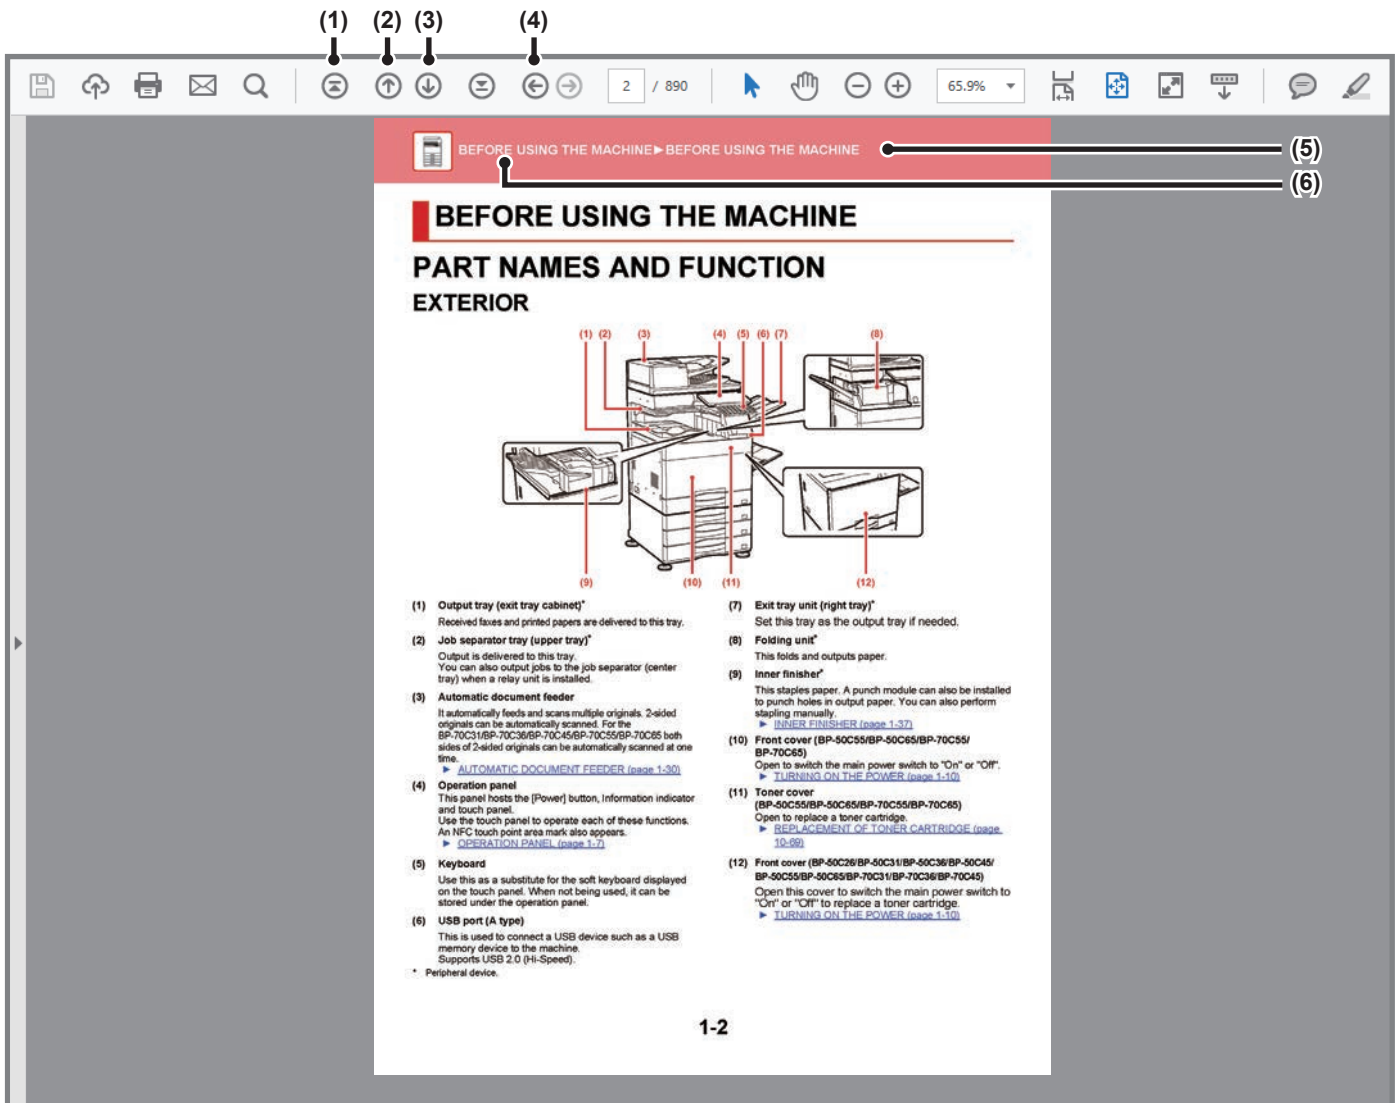 (1) (2) (3) (4)
2 / 890 65.9%
BEFORE USING THE MACHINE►BEFORE USING THE MACHINE
(5)
(6)
BEFORE USING THE MACHINE
PART NAMES AND FUNCTION
EXTERIOR
(1) (2) (3) (4) (5) (6) (7) (8)
(9) (10) (11) (12)
(1) Output tray (exit tray cabinet)*
Received faxes and printed papers are delivered to this tray.
(2) Job separator tray (upper tray)*
Output is delivered to this tray.
You can also output jobs to the job separator (center
tray) when a relay unit is installed.
(3) Automatic document feeder
It automatically feeds and scans multiple originals. 2-sided
originals can be automatically scanned. For the
BP-70C31/BP-70C36/BP-70C45/BP-70C55/BP-70C65 both
sides of 2-sided originals can be automatically scanned at one
time.
► AUTOMATIC DOCUMENT FEEDER (page 1-30)
(4) Operation panel
This panel hosts the [Power] button, Information indicator
and touch panel.
Use the touch panel to operate each of these functions.
An NFC touch point area mark also appears.
► OPERATION PANEL (page 1-7)
(5) Keyboard
Use this as a substitute for the soft keyboard displayed
on the touch panel. When not being used, it can be
stored under the operation panel.
(6) USB port (A type)
This is used to connect a USB device such as a USB
memory device to the machine.
Supports USB 2.0 (Hi-Speed).
* Peripheral device.
(7) Exit tray unit (right tray)*
Set this tray as the output tray if needed.
(8) Folding unit*
This folds and outputs paper.
(9) Inner finisher*
This staples paper. A punch module can also be installed
to punch holes in output paper. You can also perform
stapling manually.
► INNER FINISHER (page 1-37)
(10) Front cover (BP-50C55/BP-50C65/BP-70C55/
BP-70C65)
Open to switch the main power switch to "On" or "Off".
► TURNING ON THE POWER (page 1-10)
(11) Toner cover
(BP-50C55/BP-50C65/BP-70C55/BP-70C65)
Open to replace a toner cartridge.
► REPLACEMENT OF TONER CARTRIDGE (page
10-69)
(12) Front cover (BP-50C26/BP-50C31/BP-50C36/BP-50C45/
BP-50C55/BP-50C65/BP-70C31/BP-70C36/BP-70C45)
Open this cover to switch the main power switch to
"On" or "Off" to replace a toner cartridge.
► TURNING ON THE POWER (page 1-10)
1-2